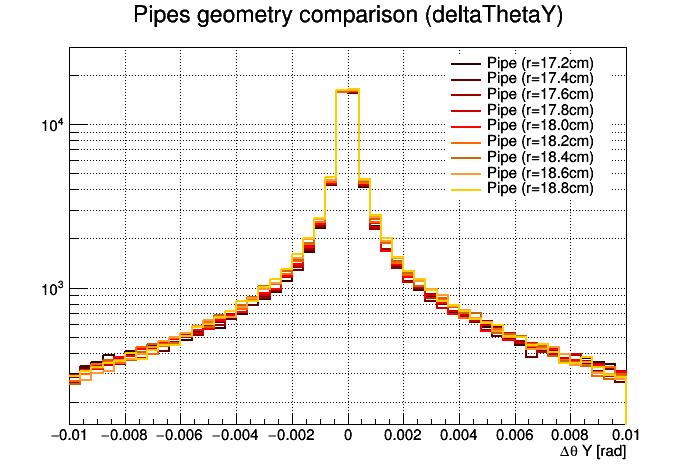 Pipes geometry comparison (deltaThetaY)
Pipe (r=17.2cm)
Pipe (r=17.4cm)
Pipe (r=17.6cm)
Pipe (r=17.8cm)
Pipe (r=18.0cm)
Pipe (r=18.2cm)
Pipe (r=18.4cm)
Pipe (r=18.6cm)
Pipe (r=18.8cm)
10⁴
10³
−0.01 −0.008 −0.006 −0.004 −0.002 0 0.002 0.004 0.006 0.008 0.01
Δθ Y [rad]